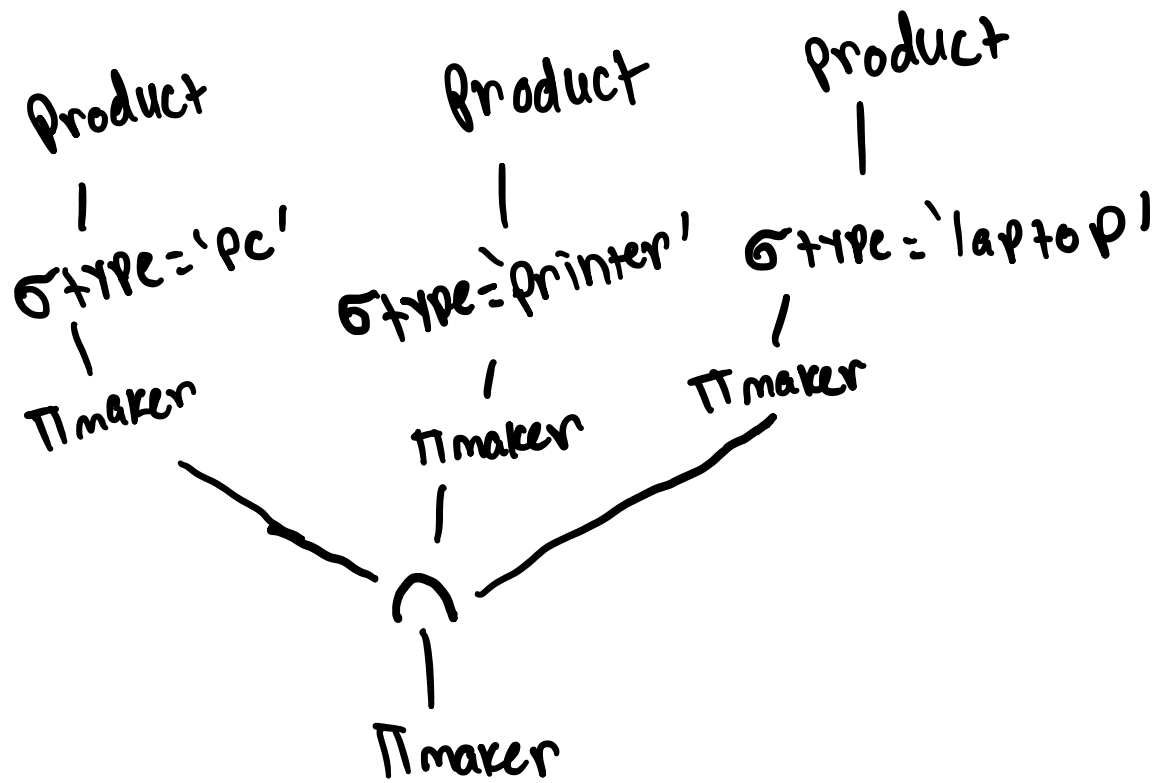 Product Product Product
σtype='pc' σtype=`printer' σtype=`laptop'
πmaker πmaker πmaker
∩
πmaker